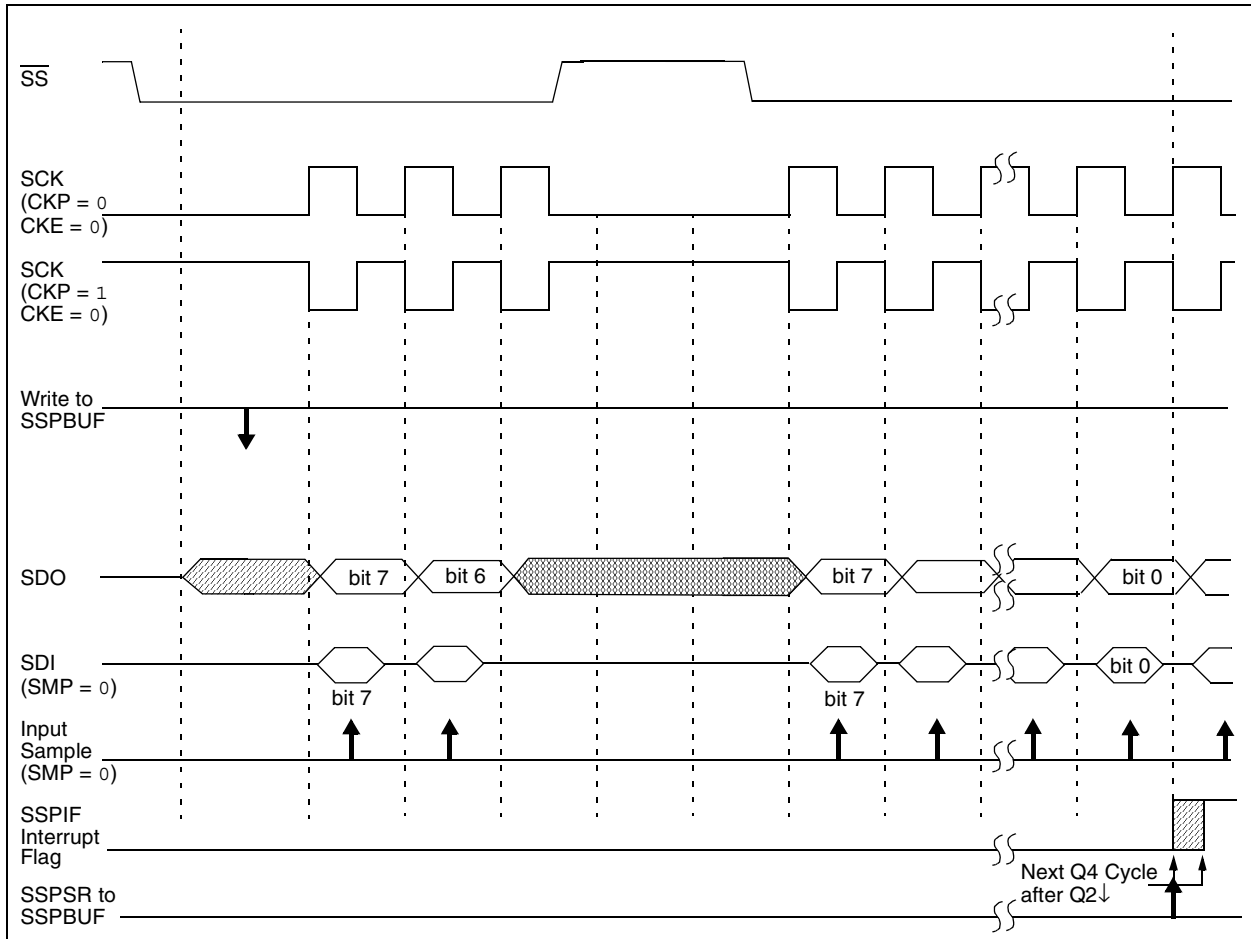 SS
SCK
(CKP = 0
CKE = 0)
SCK
(CKP = 1
CKE = 0)
Write to
SSPBUF
SDO
bit 7
bit 6
bit 7
bit 0
SDI
(SMP = 0)
bit 7
bit 7
bit 0
Input
Sample
(SMP = 0)
SSPIF
Interrupt
Flag
Next Q4 Cycle
after Q2↓
SSPSR to
SSPBUF